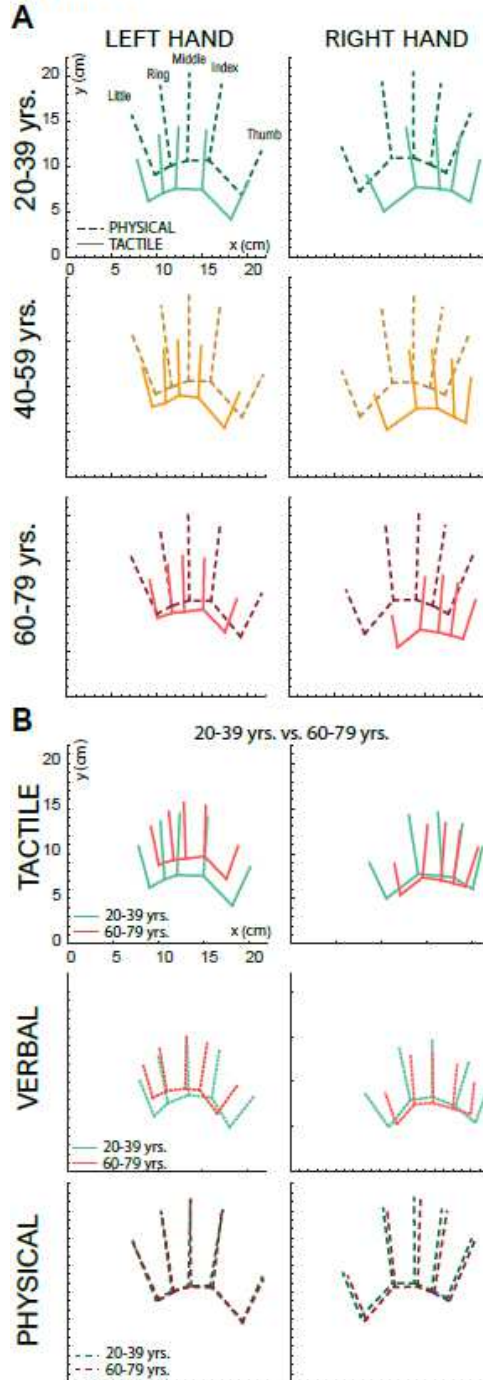 A
LEFT HAND
RIGHT HAND
20-39 yrs.
20
15
10
5
0
y (cm)
Little
Ring
Middle
Index
Thumb
PHYSICAL
TACTILE
x (cm)
0 5 10 15 20
40-59 yrs.
60-79 yrs.
B
20-39 yrs. vs. 60-79 yrs.
TACTILE
20
15
10
5
0
y (cm)
20-39 yrs.
60-79 yrs.
x (cm)
0 5 10 15 20
VERBAL
20-39 yrs.
60-79 yrs.
PHYSICAL
20-39 yrs.
60-79 yrs.